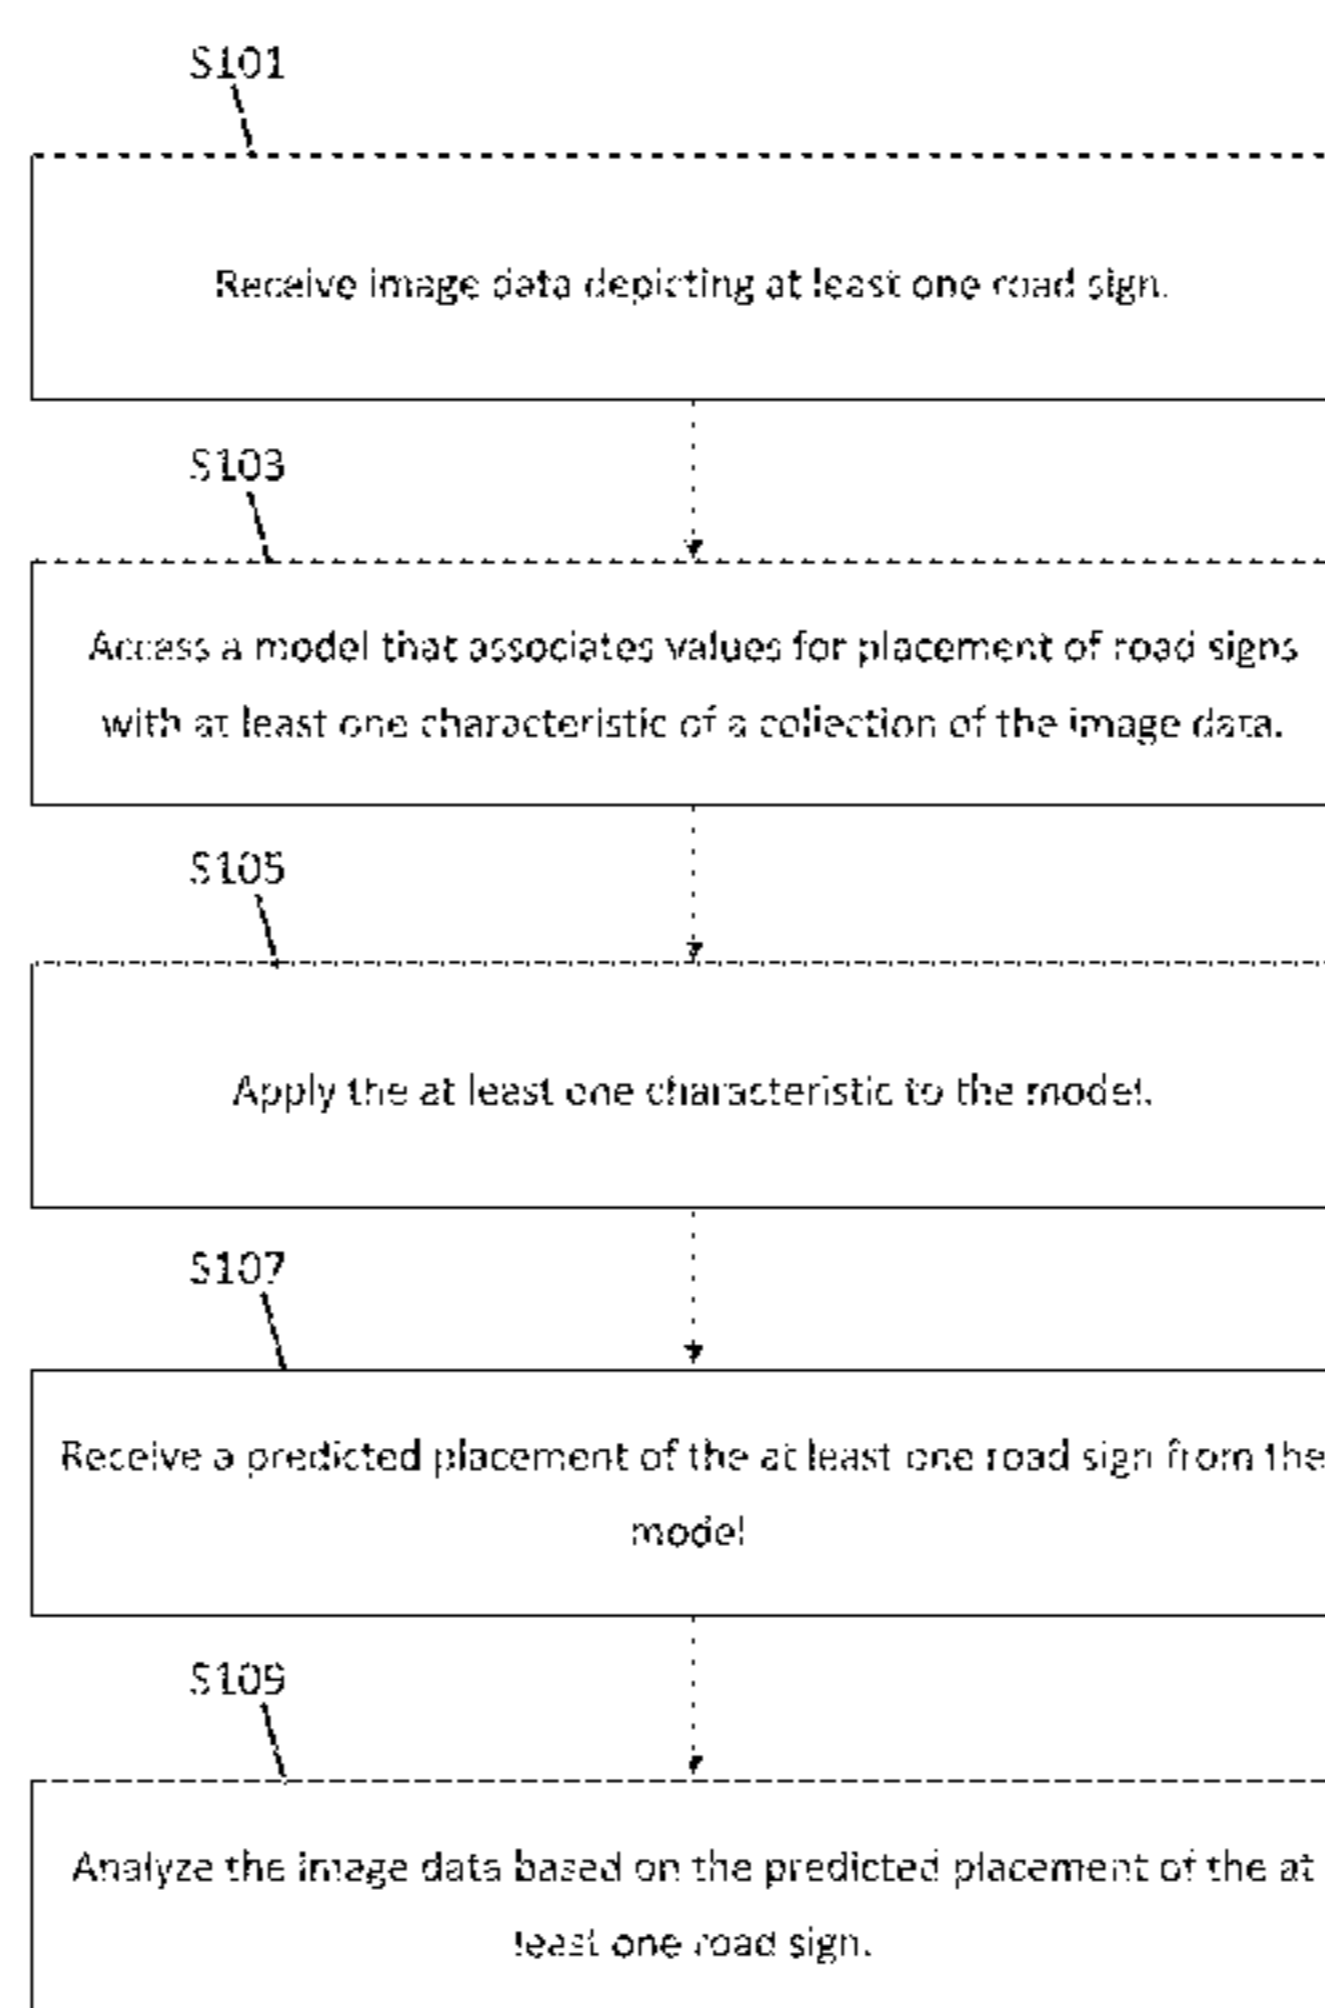 S101
Receive image data depicting at least one road sign.
S103
Access a model that associates values for placement of road signs
with at least one characteristic of a collection of the image data.
S105
Apply the at least one characteristic to the model.
S107
Receive a predicted placement of the at least one road sign from the
model
S109
Analyze the image data based on the predicted placement of the at
least one road sign.